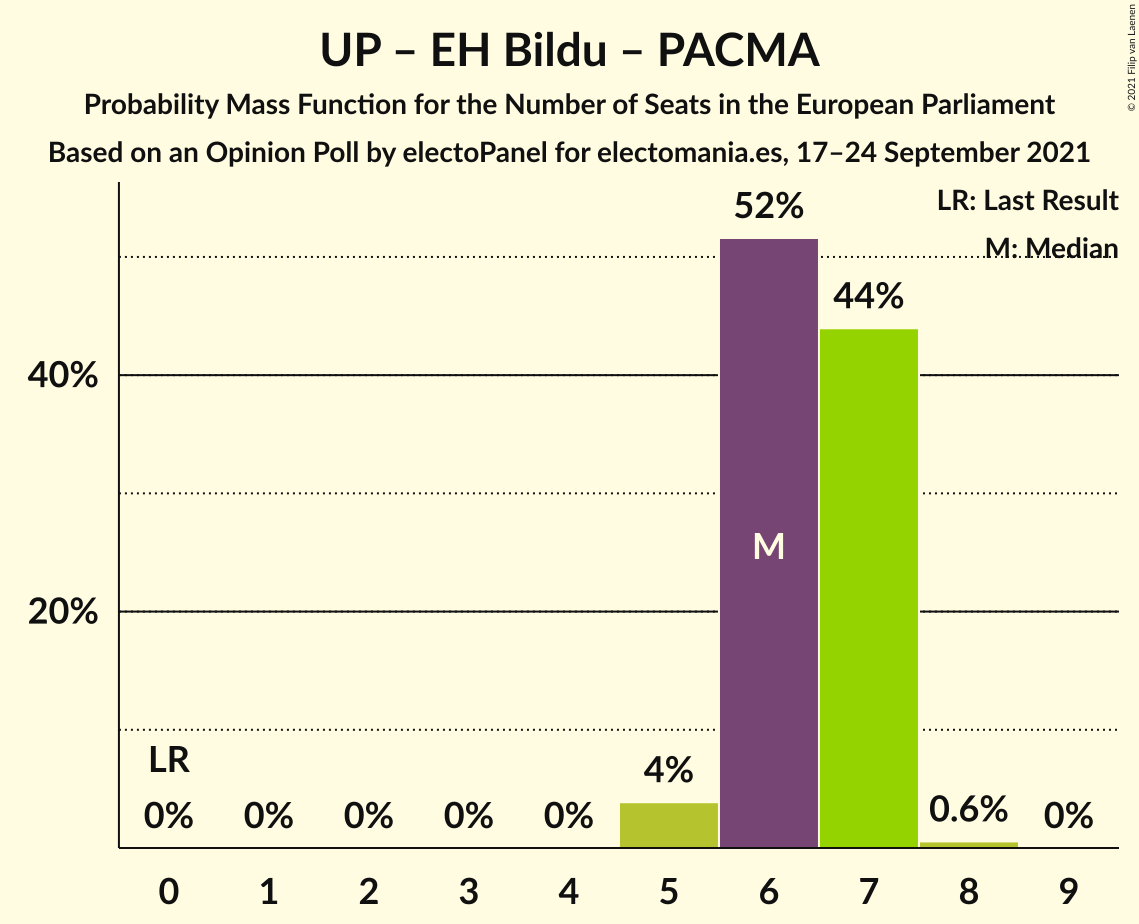 UP – EH Bildu – PACMA
Probability Mass Function for the Number of Seats in the European Parliament
Based on an Opinion Poll by electoPanel for electomania.es, 17–24 September 2021
© 2021 Filip van Laenen
LR: Last Result
M: Median
52%
44%
40%
M
20%
LR
0% 0% 0% 0% 0% 4% 0.6% 0%
0 1 2 3 4 5 6 7 8 9